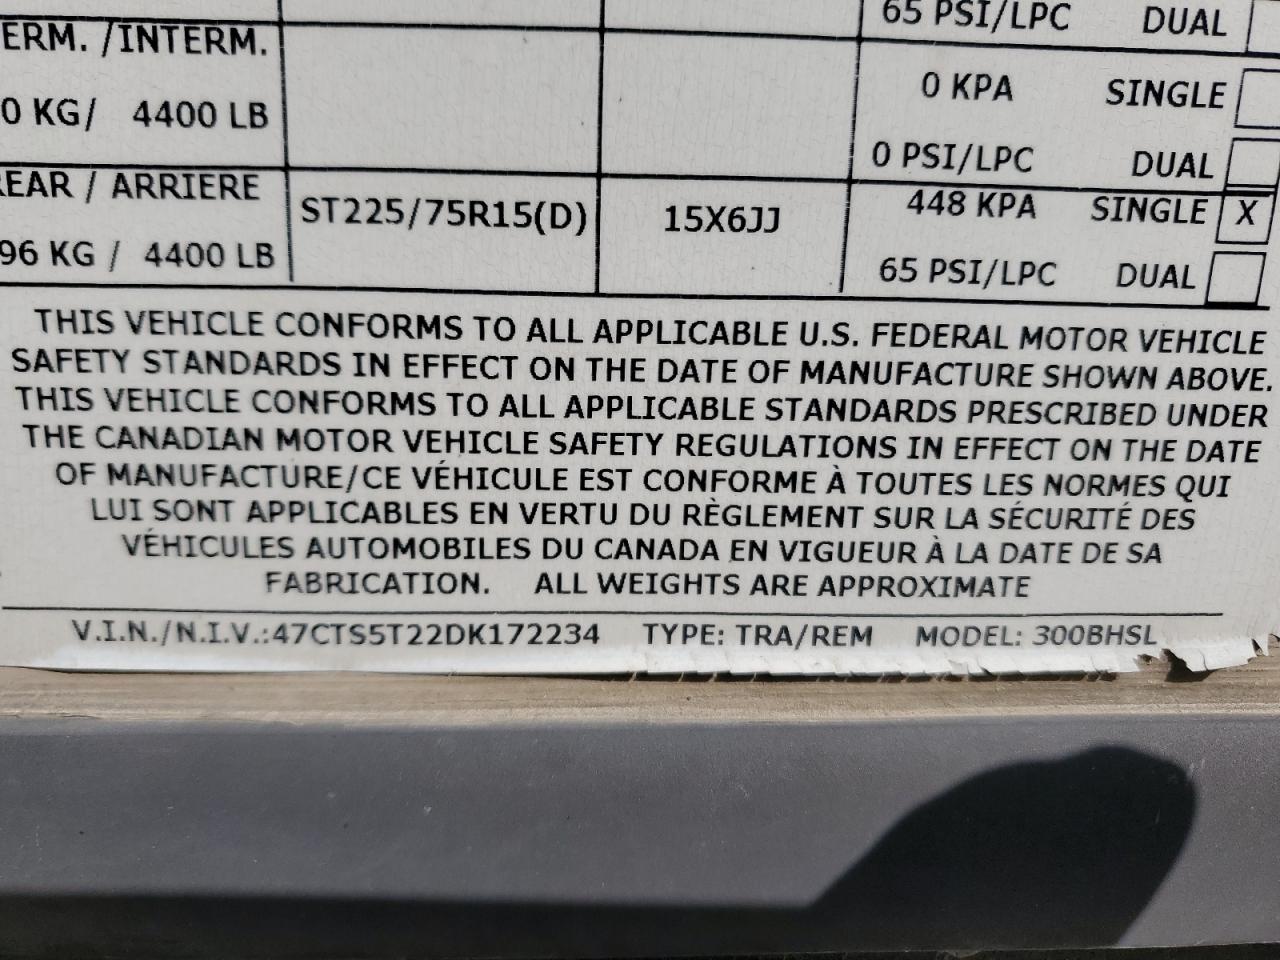 65 PSI/LPC DUAL
ERM. /INTERM.
0 KPA SINGLE
0 KG/ 4400 LB
0 PSI/LPC DUAL
EAR / ARRIERE
ST225/75R15(D) 15X6JJ 448 KPA SINGLE X
96 KG / 4400 LB
65 PSI/LPC DUAL
THIS VEHICLE CONFORMS TO ALL APPLICABLE U.S. FEDERAL MOTOR VEHICLE
SAFETY STANDARDS IN EFFECT ON THE DATE OF MANUFACTURE SHOWN ABOVE.
THIS VEHICLE CONFORMS TO ALL APPLICABLE STANDARDS PRESCRIBED UNDER
THE CANADIAN MOTOR VEHICLE SAFETY REGULATIONS IN EFFECT ON THE DATE
OF MANUFACTURE/CE VÉHICULE EST CONFORME À TOUTES LES NORMES QUI
LUI SONT APPLICABLES EN VERTU DU RÈGLEMENT SUR LA SÉCURITÉ DES
VÉHICULES AUTOMOBILES DU CANADA EN VIGUEUR À LA DATE DE SA
FABRICATION. ALL WEIGHTS ARE APPROXIMATE
V.I.N./N.I.V.:47CTS5T22DK172234 TYPE: TRA/REM MODEL: 300BHSL